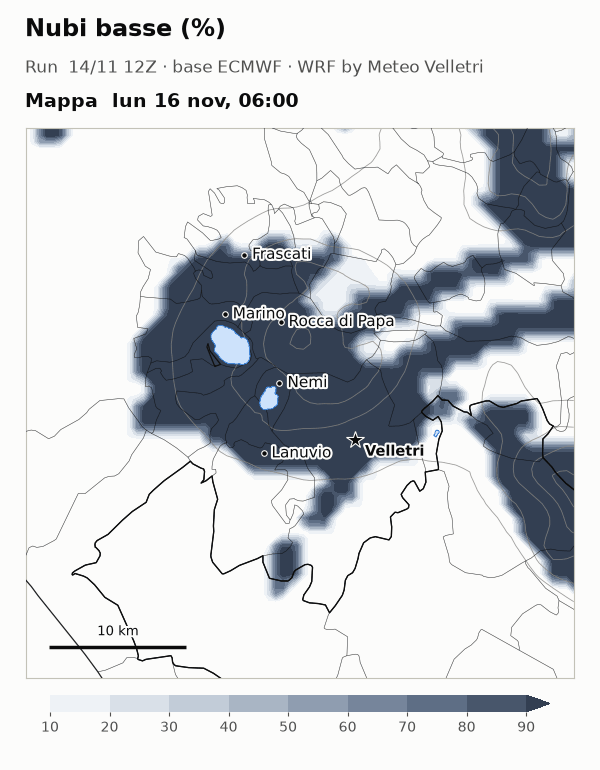 Nubi basse (%)
Run  14/11 12Z · base ECMWF · WRF by Meteo Velletri
Mappa  lun 16 nov, 06:00
Frascati
Marino
Rocca di Papa
Nemi
Velletri
Lanuvio
10 km
10 20 30 40 50 60 70 80 90